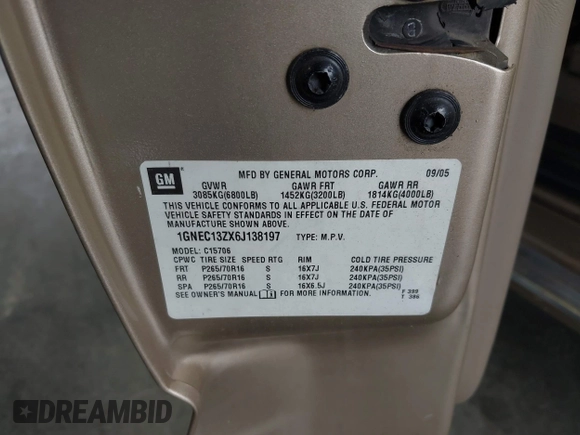 GM
MFD BY GENERAL MOTORS CORP. 09/05
GVWR GAWR FRT GAWR RR
3085KG(6800LB) 1452KG(3200LB) 1814KG(4000LB)
THIS VEHICLE CONFORMS TO ALL APPLICABLE U.S. FEDERAL MOTOR
VEHICLE SAFETY STANDARDS IN EFFECT ON THE DATE OF
MANUFACTURE SHOWN ABOVE.
1GNEC13ZX6J138197 TYPE: M.P.V.
MODEL: C15706
CPWC TIRE SIZE SPEED RTG RIM COLD TIRE PRESSURE
FRT P265/70R16 S 16X7J 240KPA(35PSI)
RR P265/70R16 S 16X7J 240KPA(35PSI)
SPA P265/70R16 S 16X6.5J 240KPA(35PSI)
SEE OWNER'S MANUAL FOR MORE INFORMATION.
F 399
T 386
DREAMBID